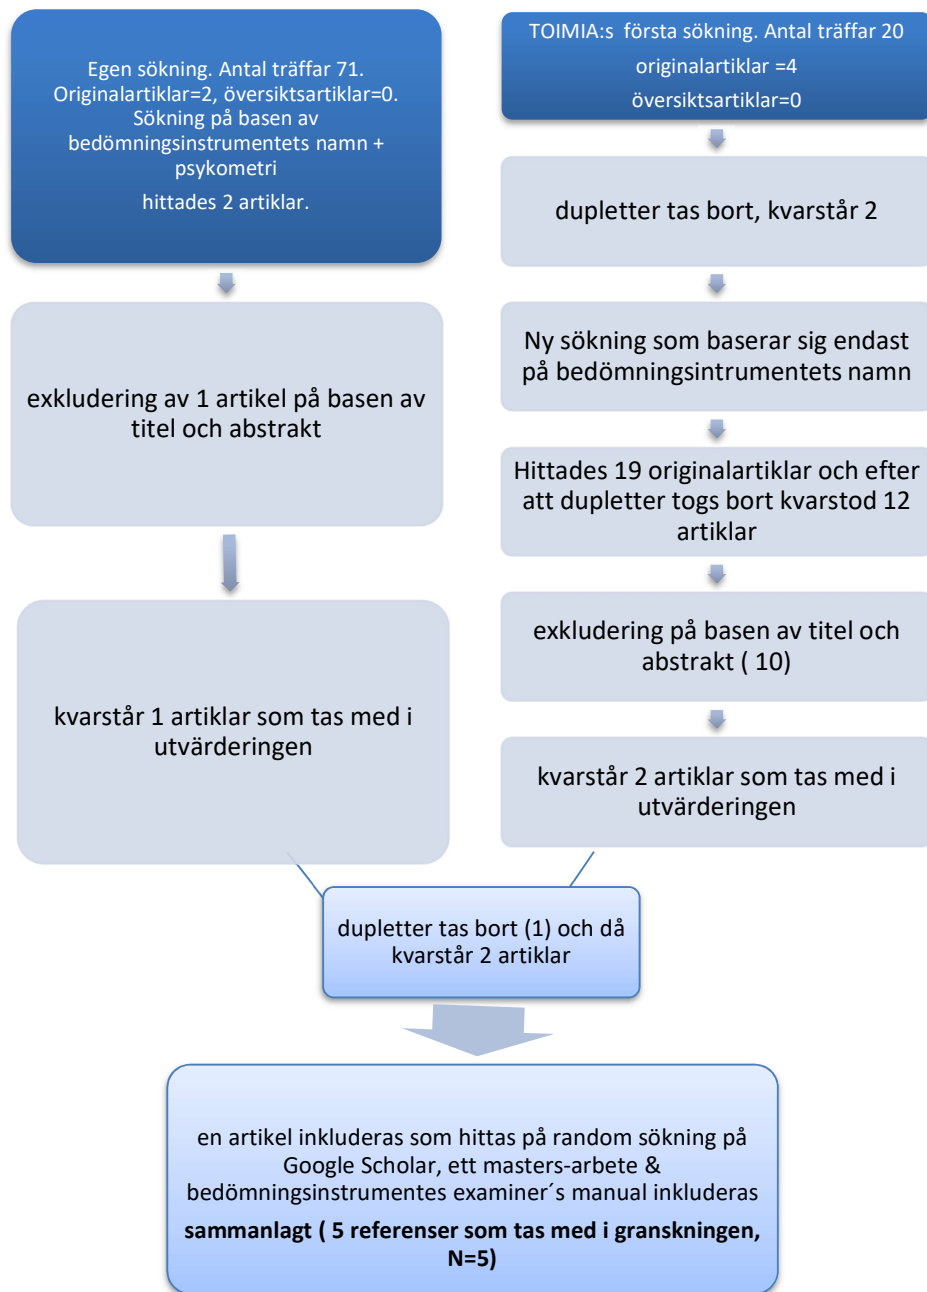 Egen sökning. Antal träffar 71.
Originalartiklar=2, översiktsartiklar=0.
Sökning på basen av
bedömningsinstrumentets namn +
psykometri
hittades 2 artiklar.
exkludering av 1 artikel på basen av
titel och abstrakt
kvarstår 1 artiklar som tas med i
utvärderingen
TOIMIA:s första sökning. Antal träffar 20
originalartiklar =4
översiktsartiklar=0
dupletter tas bort, kvarstår 2
Ny sökning som baserar sig endast
på bedömningsintrumentets namn
Hittades 19 originalartiklar och efter
att dupletter togs bort kvarstod 12
artiklar
exkludering på basen av titel och
abstrakt ( 10)
kvarstår 2 artiklar som tas med i
utvärderingen
dupletter tas bort (1) och då
kvarstår 2 artiklar
en artikel inkluderas som hittas på random sökning på
Google Scholar, ett masters-arbete &
bedömningsinstrumentes examiner´s manual inkluderas
sammanlagt ( 5 referenser som tas med i granskningen,
N=5)